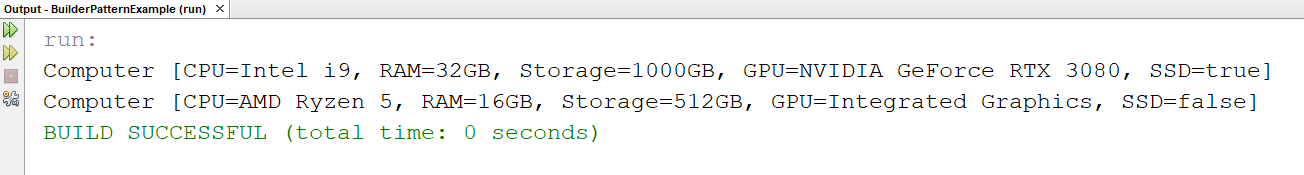 Output - BuilderPatternExample (run) ×
run:
Computer [CPU=Intel i9, RAM=32GB, Storage=1000GB, GPU=NVIDIA GeForce RTX 3080, SSD=true]
Computer [CPU=AMD Ryzen 5, RAM=16GB, Storage=512GB, GPU=Integrated Graphics, SSD=false]
BUILD SUCCESSFUL (total time: 0 seconds)